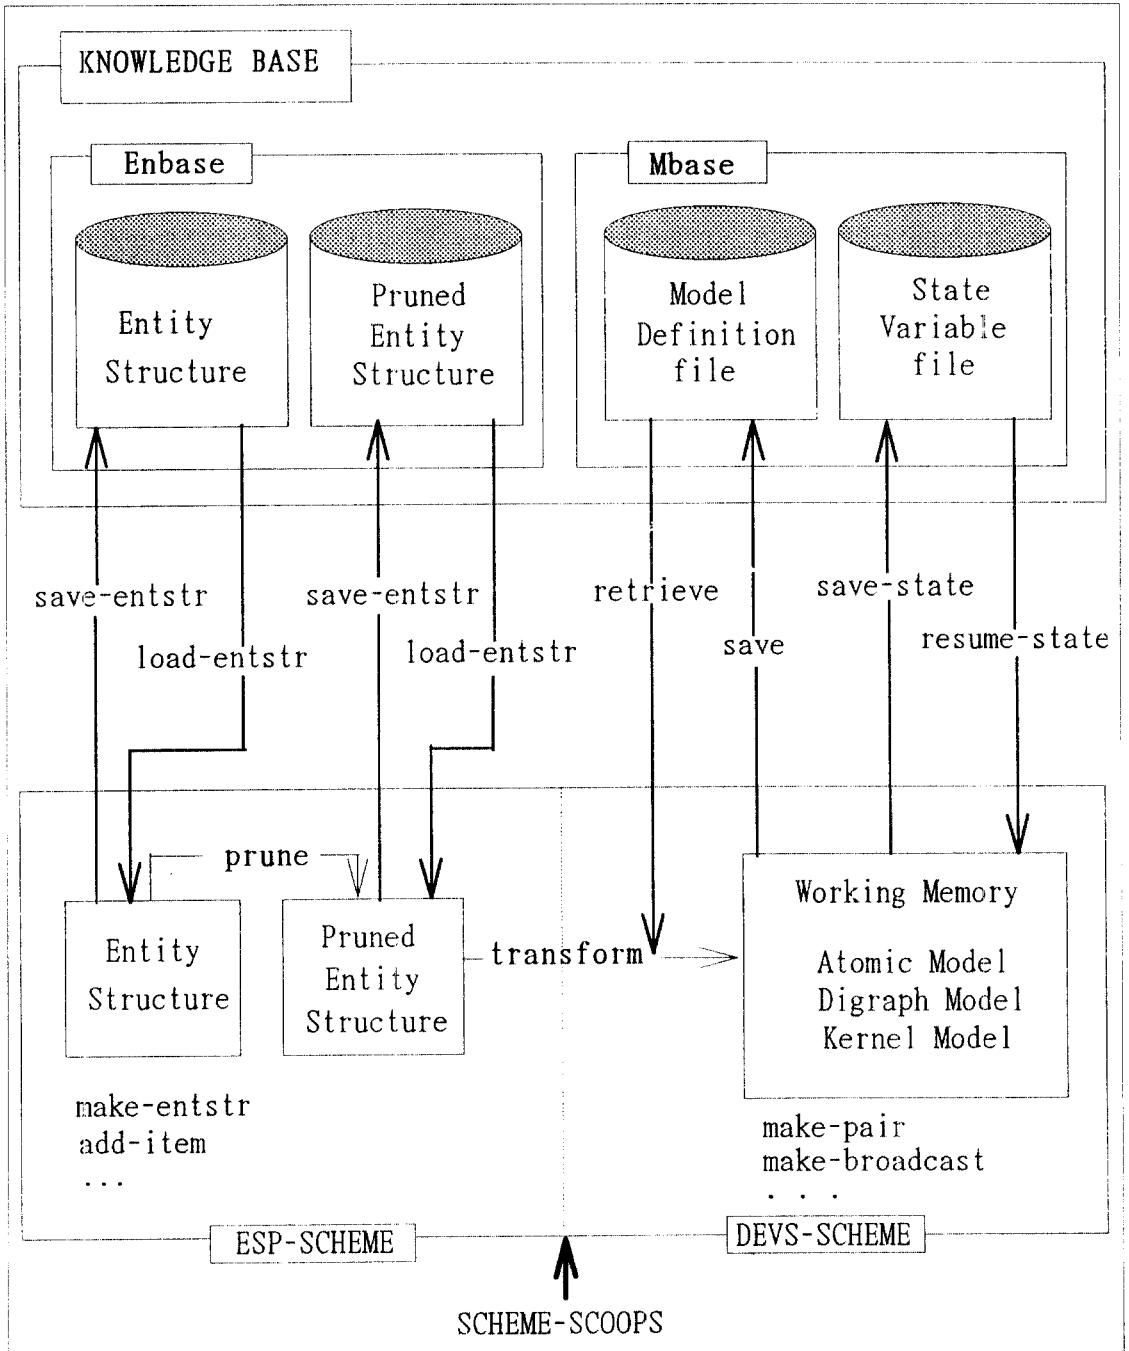 KNOWLEDGE BASE
Enbase
Mbase
Entity
Structure
Pruned
Entity
Structure
Model
Definition
file
State
Variable
file
save-entstr
load-entstr
save-entstr
load-entstr
retrieve
save
save-state
resume-state
prune
Entity
Structure
Pruned
Entity
Structure
transform
Working Memory
Atomic Model
Digraph Model
Kernel Model
make-entstr
add-item
...
make-pair
make-broadcast
. . .
ESP-SCHEME
DEVS-SCHEME
SCHEME-SCOOPS